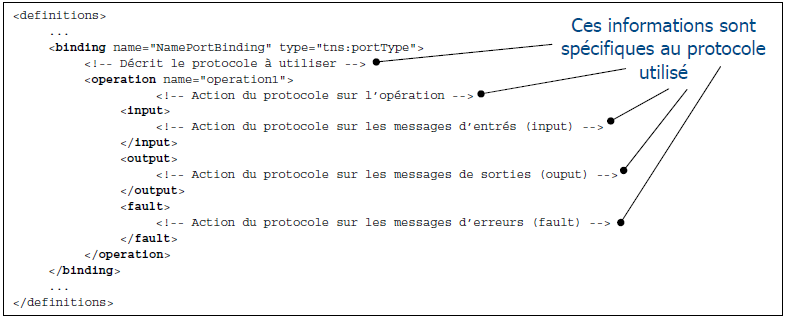 <definitions>
...
<binding name="NamePortBinding" type="tns:portType">
<!-- Décrit le protocole à utiliser -->
<operation name="operation1">
<!-- Action du protocole sur l'opération -->
<input>
<!-- Action du protocole sur les messages d'entrés (input) -->
</input>
<output>
<!-- Action du protocole sur les messages de sorties (ouput) -->
</output>
<fault>
<!-- Action du protocole sur les messages d'erreurs (fault) -->
</fault>
</operation>
</binding>
...
</definitions>
Ces informations sont
spécifiques au protocole
utilisé